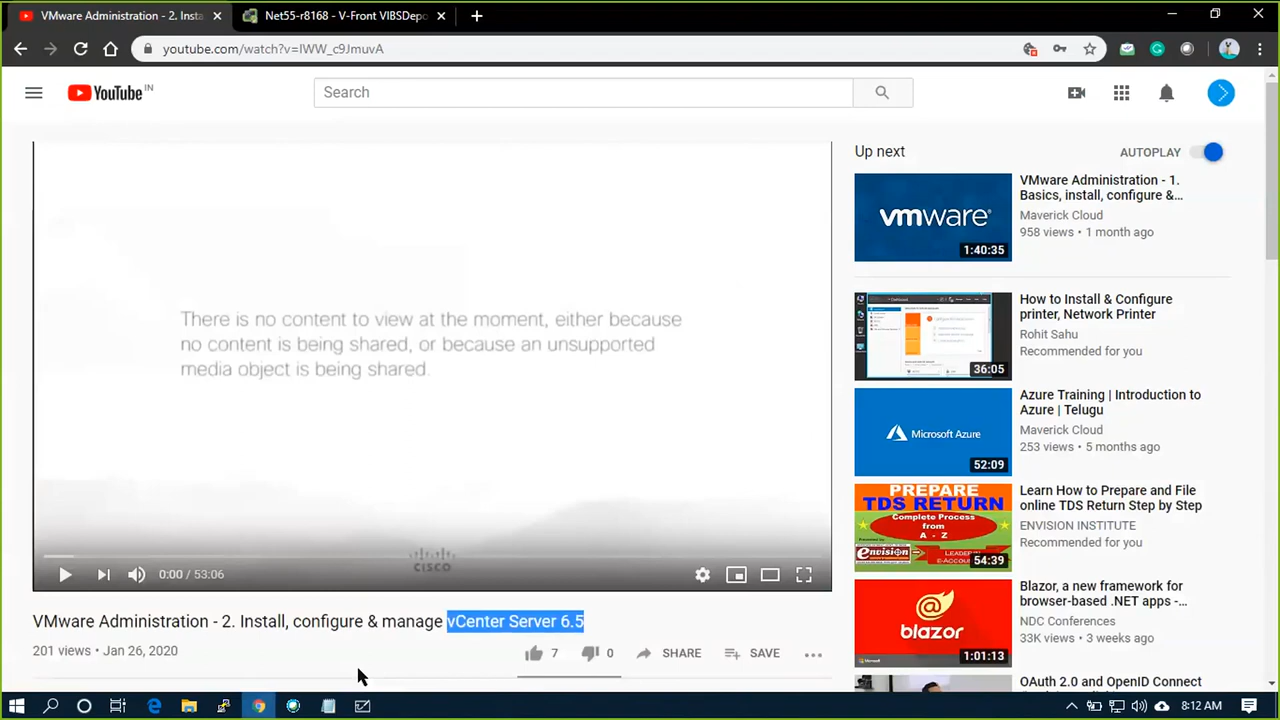 VMware Administration - 2. Insta
Net55-r8168 - V-Front VIBSDepo
youtube.com/watch?v=IWW_c9JmuvA
YouTube IN
Search
There is no content to view at the moment, either because
no content is being shared, or because an unsupported
media object is being shared.
cisco
0:00 / 53:06
VMware Administration - 2. Install, configure & manage vCenter Server 6.5
201 views • Jan 26, 2020
7
0
SHARE
SAVE
Up next
AUTOPLAY
vmware
1:40:35
VMware Administration - 1.
Basics, install, configure &...
Maverick Cloud
958 views • 1 month ago
36:05
How to Install & Configure
printer, Network Printer
Rohit Sahu
Recommended for you
Microsoft Azure
52:09
Azure Training | Introduction to
Azure | Telugu
Maverick Cloud
253 views • 5 months ago
PREPARE
TDS RETURN
Complete Process
from
A - Z
envision
54:39
Learn How to Prepare and File
online TDS Return Step by Step
ENVISION INSTITUTE
Recommended for you
blazor
1:01:13
Blazor, a new framework for
browser-based .NET apps -...
NDC Conferences
33K views • 3 weeks ago
OAuth 2.0 and OpenID Connect
8:12 AM